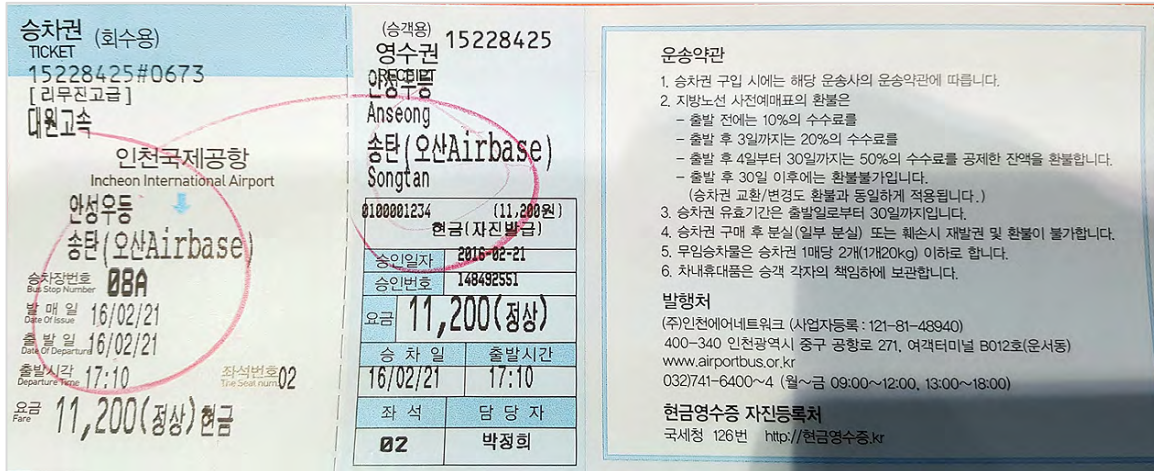 승차권 (회수용)
TICKET
15228425#0673
[리무진고급]
대원고속
인천국제공항
Incheon International Airport
안성우등
송탄(오산Airbase)
승차장번호 08A
Bus Stop Number
발 매 일 16/02/21
Date Of Issue
출 발 일 16/02/21
Date Of Departure
출발시각 17:10 좌석번호 02
Departure Time The Seat num
요금 11,200(정상)현금
Fare
(승객용) 15228425
영수권
RECEIPT
안성우등
Anseong
송탄(오산Airbase)
Songtan
0100001234 (11,200원)
현금(자진발급)
승인일자 2016-02-21
승인번호 148492551
요금 11,200(정상)
승 차 일 출발시간
16/02/21 17:10
좌 석 담 당 자
02 박정희
운송약관
1. 승차권 구입 시에는 해당 운송사의 운송약관에 따릅니다.
2. 지방노선 사전예매표의 환불은
- 출발 전에는 10%의 수수료를
- 출발 후 3일까지는 20%의 수수료를
- 출발 후 4일부터 30일까지는 50%의 수수료를 공제한 잔액을 환불합니다.
- 출발 후 30일 이후에는 환불불가입니다.
(승차권 교환/변경도 환불과 동일하게 적용됩니다.)
3. 승차권 유효기간은 출발일로부터 30일까지입니다.
4. 승차권 구매 후 분실(일부 분실) 또는 훼손시 재발권 및 환불이 불가합니다.
5. 무임승차물은 승차권 1매당 2개(1개20kg) 이하로 합니다.
6. 차내휴대품은 승객 각자의 책임하에 보관합니다.
발행처
(주)인천에어네트워크 (사업자등록 : 121-81-48940)
400-340 인천광역시 중구 공항로 271, 여객터미널 B012호(운서동)
www.airportbus.or.kr
032)741-6400~4 (월~금 09:00~12:00, 13:00~18:00)
현금영수증 자진등록처
국세청 126번 http://현금영수증.kr